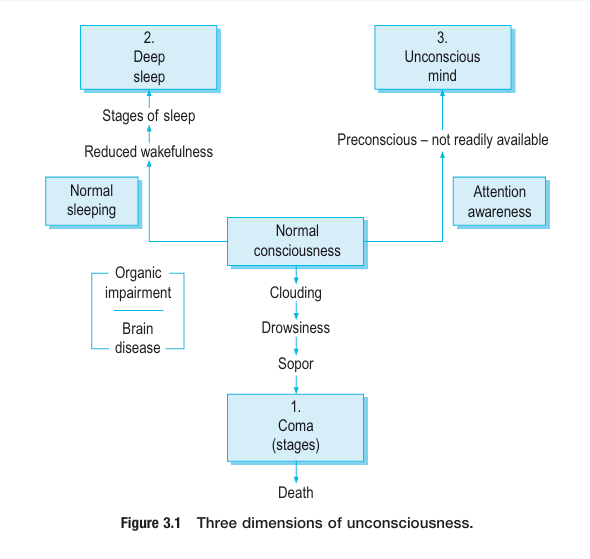 2.
Deep
sleep
3.
Unconscious
mind
Stages of sleep
Reduced wakefulness
Preconscious – not readily available
Normal
sleeping
Attention
awareness
Normal
consciousness
Organic
impairment
Brain
disease
Clouding
Drowsiness
Sopor
1.
Coma
(stages)
Death
Figure 3.1 Three dimensions of unconsciousness.